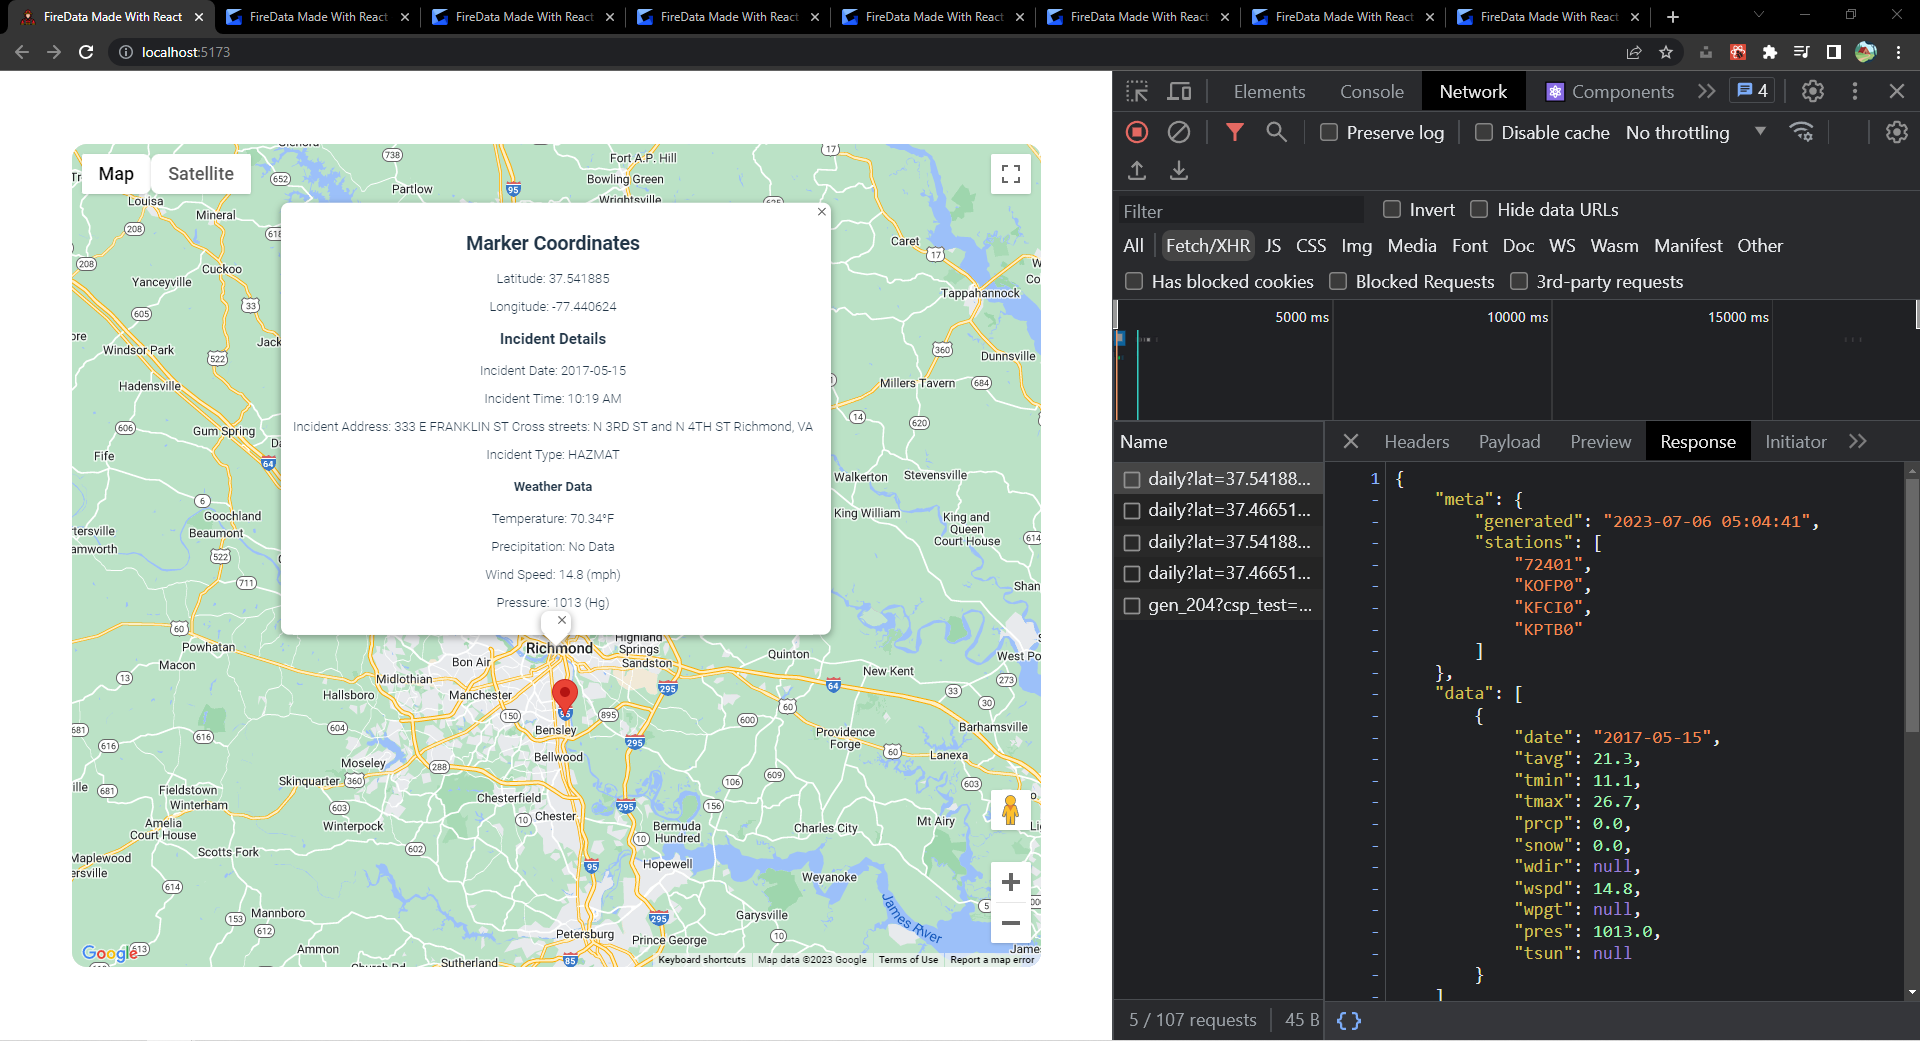 FireData Made With React
FireData Made With React
FireData Made With React
FireData Made With React
FireData Made With React
FireData Made With React
FireData Made With React
FireData Made With React
localhost:5173
Map
Satellite
Marker Coordinates
Latitude: 37.541885
Longitude: -77.440624
Incident Details
Incident Date: 2017-05-15
Incident Time: 10:19 AM
Incident Address: 333 E FRANKLIN ST Cross streets: N 3RD ST and N 4TH ST Richmond, VA
Incident Type: HAZMAT
Weather Data
Temperature: 70.34°F
Precipitation: No Data
Wind Speed: 14.8 (mph)
Pressure: 1013 (Hg)
Fort A.P. Hill
Bowling Green
Partlow
Wrightsville
Louisa
Mineral
Cuckoo
Yanceyville
Windsor Park
Hadensville
Gum Spring
Fife
Goochland
Beaumont
Powhatan
Macon
Caret
Tappahannock
Dunnsville
Millers Tavern
Walkerton
Stevensville
King William
King and
Queen
Court House
Richmond
Highland
Springs
Sandston
Quinton
New Kent
West Po
Bon Air
Midlothian
Manchester
Hallsboro
Bensley
Bellwood
Providence
Forge
Barhamsville
Lanexa
Moseley
Skinquarter
Chesterfield
Chester
Fieldstown
Winterham
Winterpock
Amelia
Court House
Scotts Fork
Maplewood
Bermuda
Hundred
Charles City
Mt Airy
Hopewell
Weyanoke
Garysville
James River
Mannboro
Ammon
Petersburg
Prince George
Sutherland
Church Rd
Google
Keyboard shortcuts
Map data ©2023 Google
Terms of Use
Report a map error
Elements
Console
Network
Components
4
Preserve log
Disable cache
No throttling
Filter
Invert
Hide data URLs
All
Fetch/XHR
JS
CSS
Img
Media
Font
Doc
WS
Wasm
Manifest
Other
Has blocked cookies
Blocked Requests
3rd-party requests
5000 ms
10000 ms
15000 ms
Name
Headers
Payload
Preview
Response
Initiator
daily?lat=37.54188...
daily?lat=37.46651...
daily?lat=37.54188...
daily?lat=37.46651...
gen_204?csp_test=...
1 {
"meta": {
"generated": "2023-07-06 05:04:41",
"stations": [
"72401",
"KOFP0",
"KFCI0",
"KPTB0"
]
},
"data": [
{
"date": "2017-05-15",
"tavg": 21.3,
"tmin": 11.1,
"tmax": 26.7,
"prcp": 0.0,
"snow": 0.0,
"wdir": null,
"wspd": 14.8,
"wpgt": null,
"pres": 1013.0,
"tsun": null
}
]
5 / 107 requests
45 B
{}